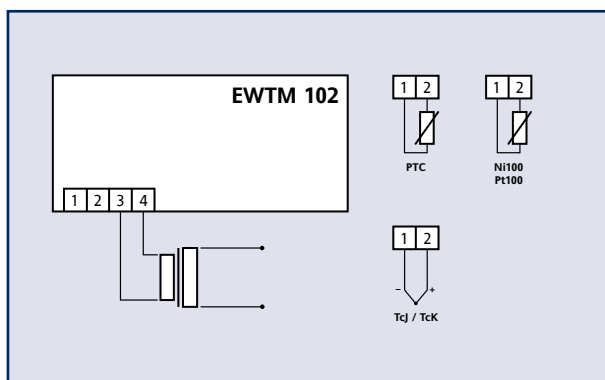 EWTM 102
1 2 3 4
1 2
PTC
1 2
Ni100
Pt100
1 2
– +
TcJ / TcK